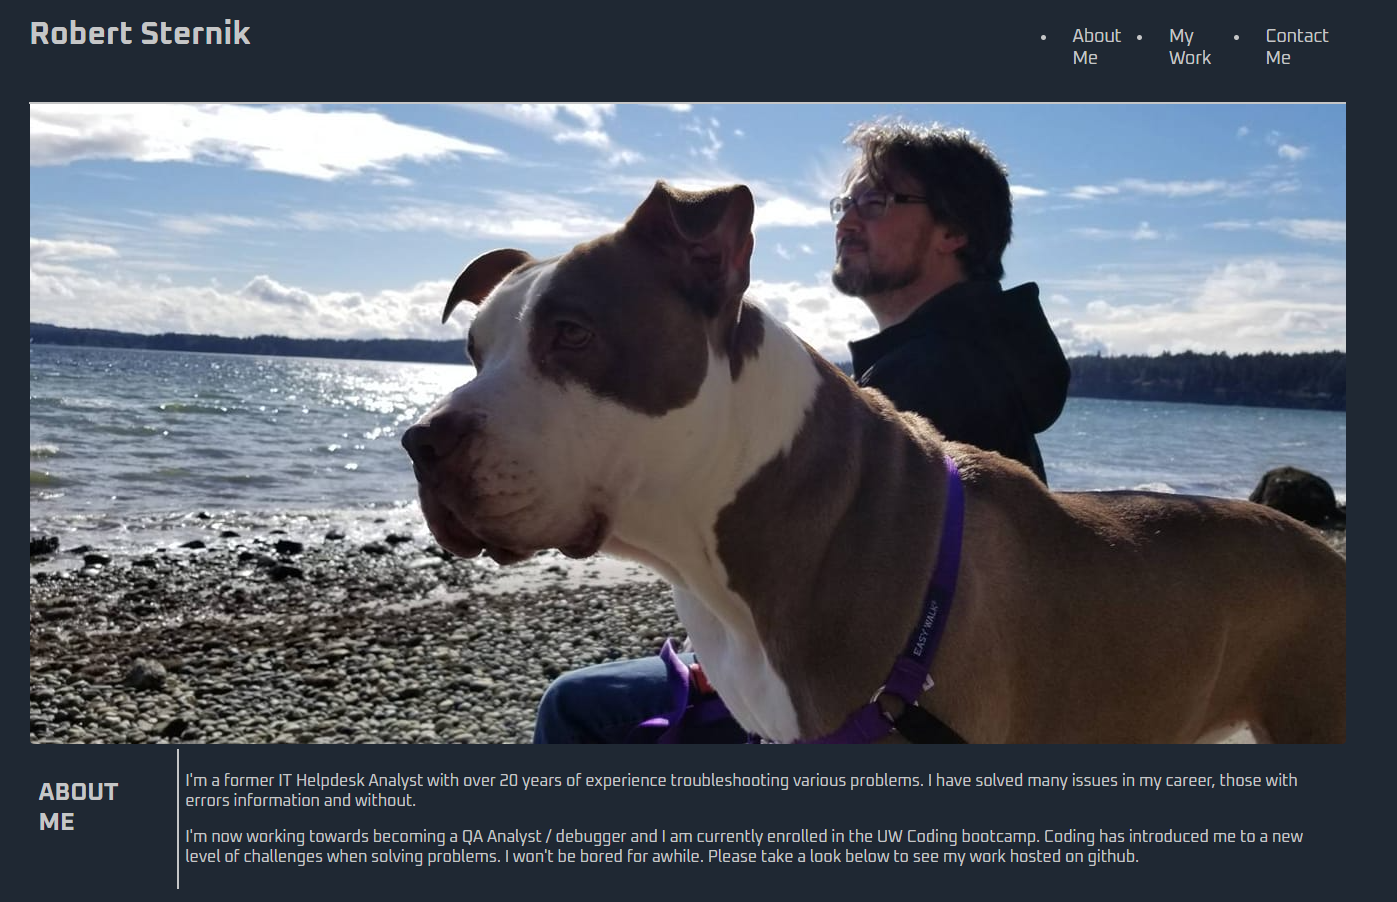 Robert Sternik
• About Me
• My Work
• Contact Me
EASY WALK®
ABOUT
ME
I'm a former IT Helpdesk Analyst with over 20 years of experience troubleshooting various problems. I have solved many issues in my career, those with
errors information and without.
I'm now working towards becoming a QA Analyst / debugger and I am currently enrolled in the UW Coding bootcamp. Coding has introduced me to a new
level of challenges when solving problems. I won't be bored for awhile. Please take a look below to see my work hosted on github.